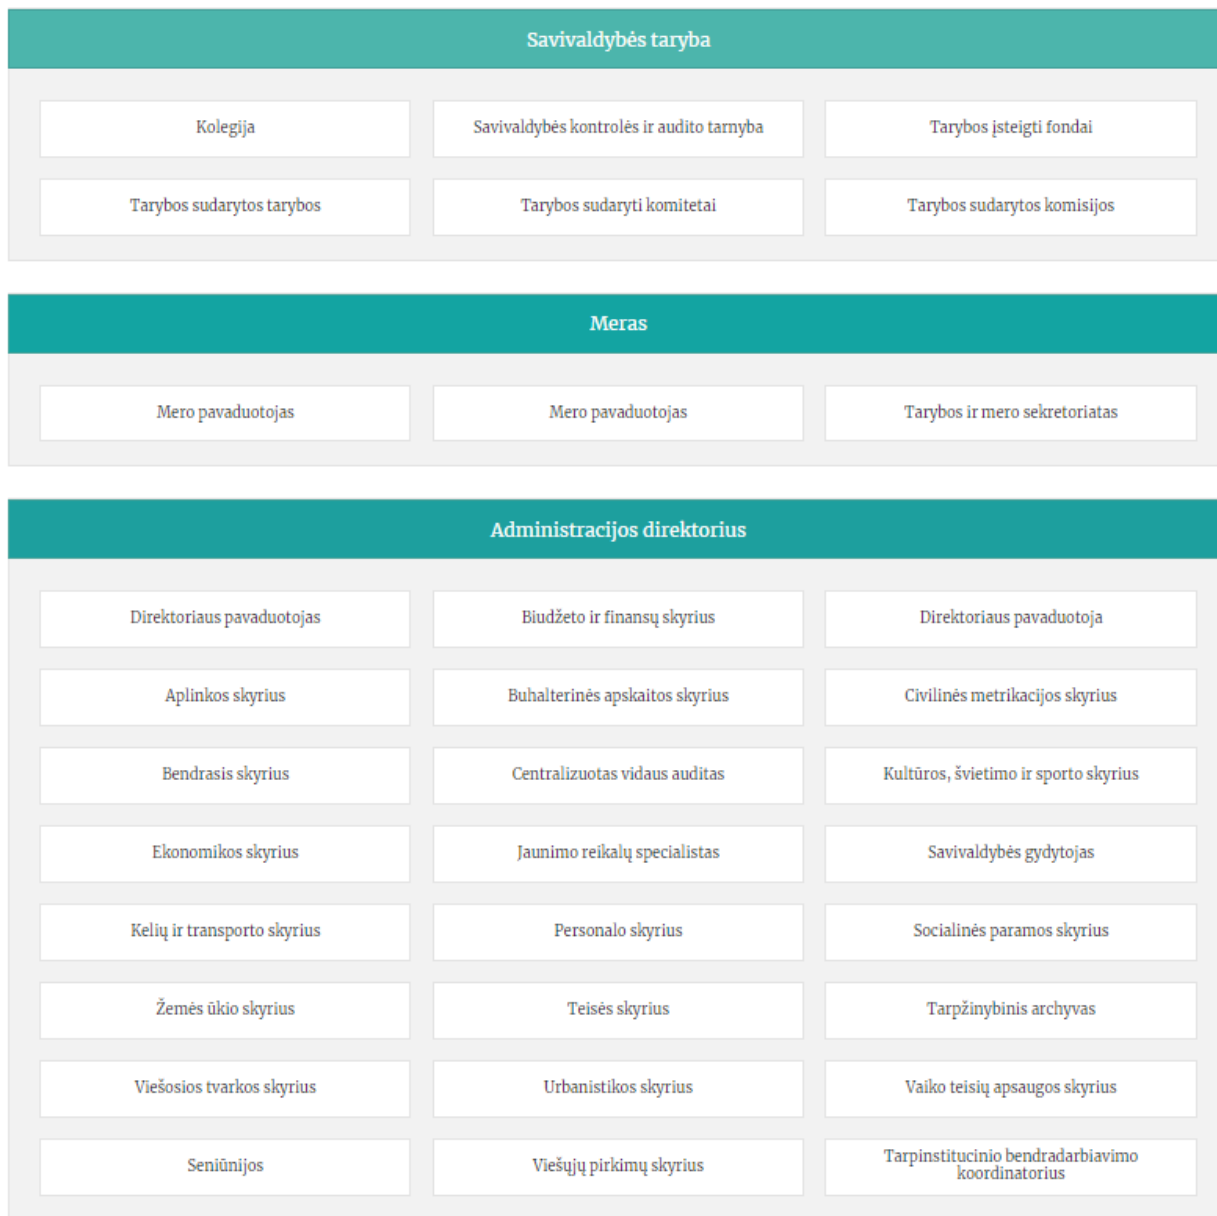 Savivaldybės taryba
Kolegija
Savivaldybės kontrolės ir audito tarnyba
Tarybos įsteigti fondai
Tarybos sudarytos tarybos
Tarybos sudaryti komitetai
Tarybos sudarytos komisijos
Meras
Mero pavaduotojas
Mero pavaduotojas
Tarybos ir mero sekretoriatas
Administracijos direktorius
Direktoriaus pavaduotojas
Biudžeto ir finansų skyrius
Direktoriaus pavaduotoja
Aplinkos skyrius
Buhalterinės apskaitos skyrius
Civilinės metrikacijos skyrius
Bendrasis skyrius
Centralizuotas vidaus auditas
Kultūros, švietimo ir sporto skyrius
Ekonomikos skyrius
Jaunimo reikalų specialistas
Savivaldybės gydytojas
Kelių ir transporto skyrius
Personalo skyrius
Socialinės paramos skyrius
Žemės ūkio skyrius
Teisės skyrius
Tarpžinybinis archyvas
Viešosios tvarkos skyrius
Urbanistikos skyrius
Vaiko teisių apsaugos skyrius
Seniūnijos
Viešųjų pirkimų skyrius
Tarpinstitucinio bendradarbiavimo
koordinatorius